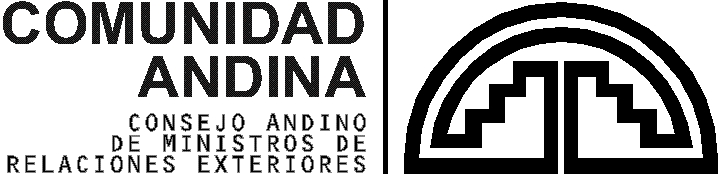 COMUNIDAD
ANDINA
CONSEJO ANDINO
DE MINISTROS DE
RELACIONES EXTERIORES